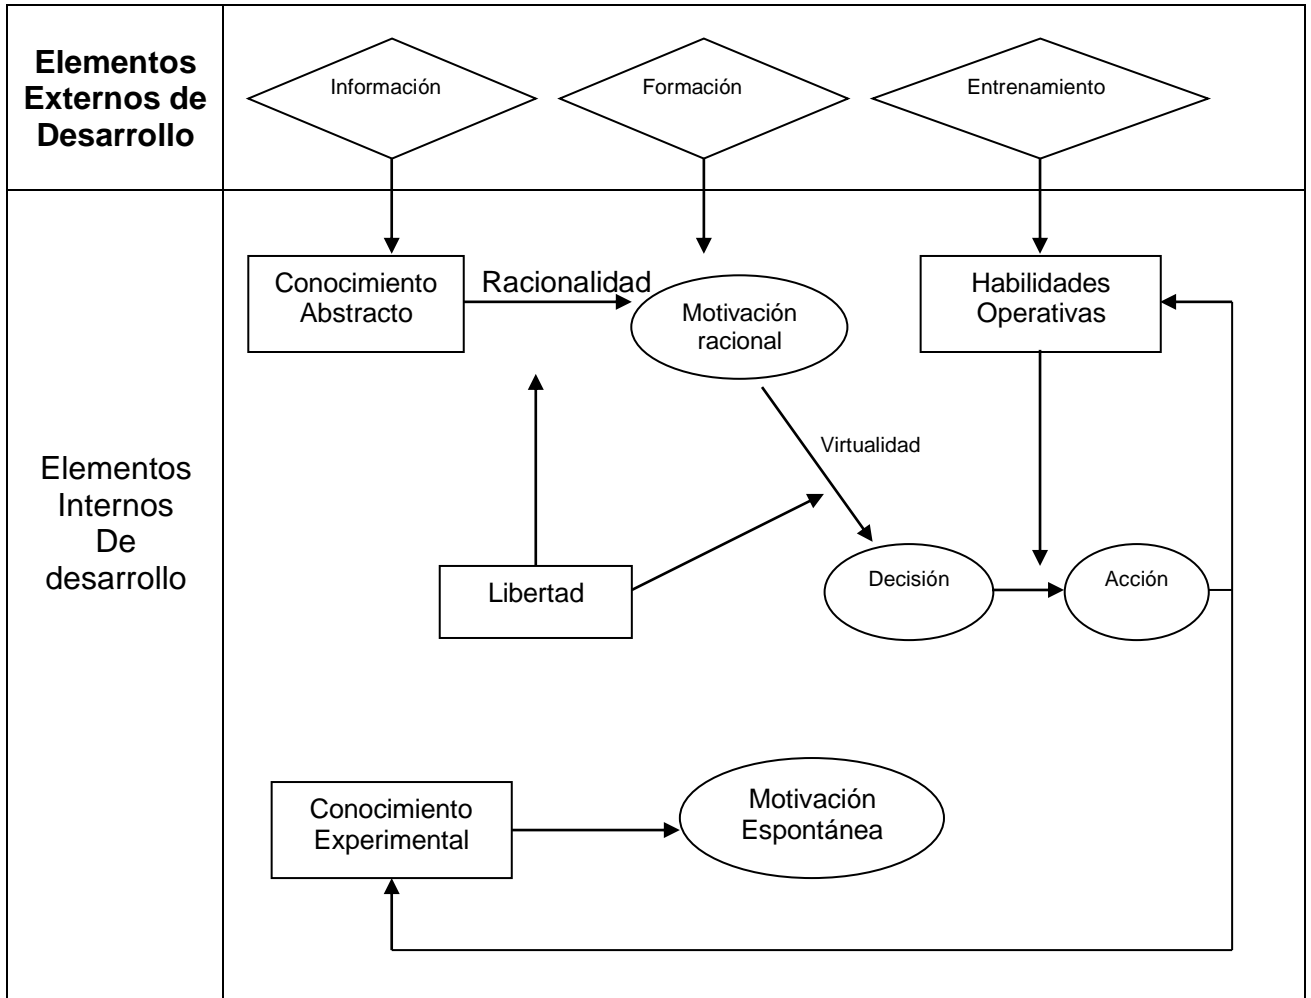 Elementos
Externos de
Desarrollo
Información
Formación
Entrenamiento
Elementos
Internos
De
desarrollo
Conocimiento
Abstracto
Racionalidad
Motivación
racional
Habilidades
Operativas
Virtualidad
Libertad
Decisión
Acción
Conocimiento
Experimental
Motivación
Espontánea